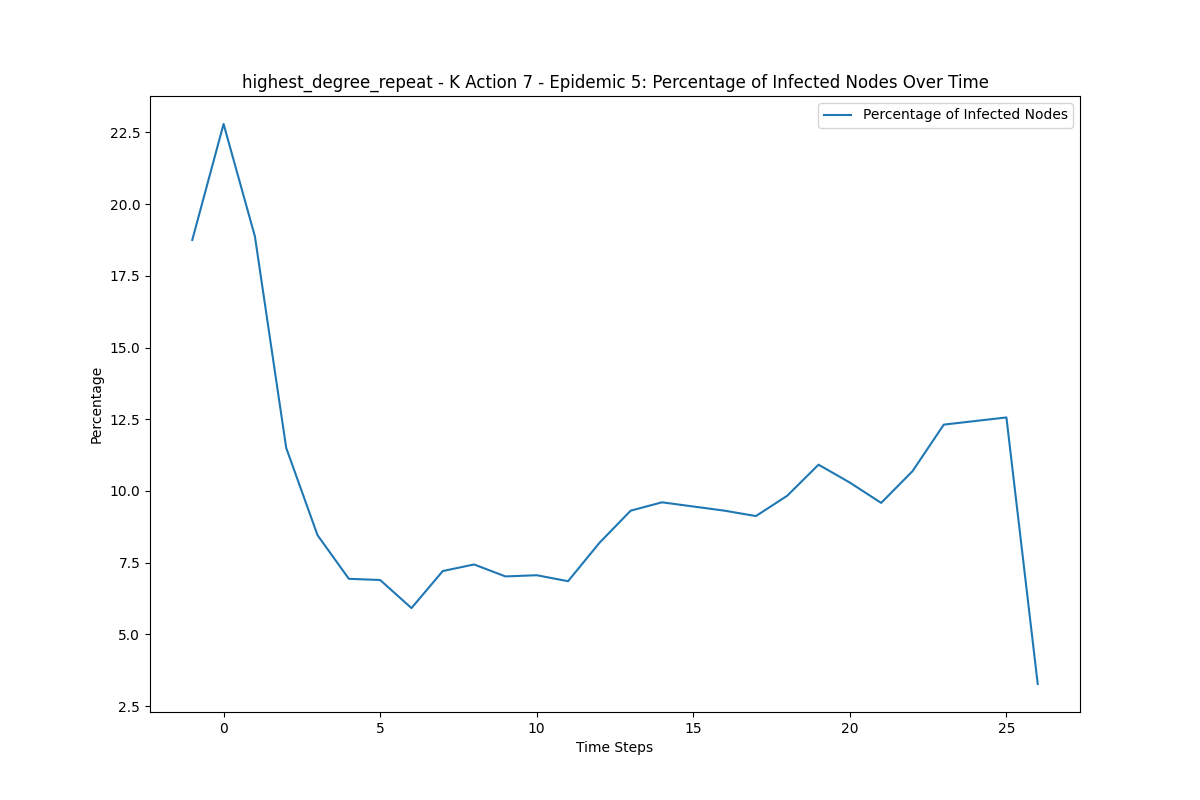 highest_degree_repeat - K Action 7 - Epidemic 5: Percentage of Infected Nodes Over Time
Percentage of Infected Nodes
22.5
20.0
17.5
15.0
12.5
10.0
7.5
5.0
2.5
Percentage
0 5 10 15 20 25
Time Steps